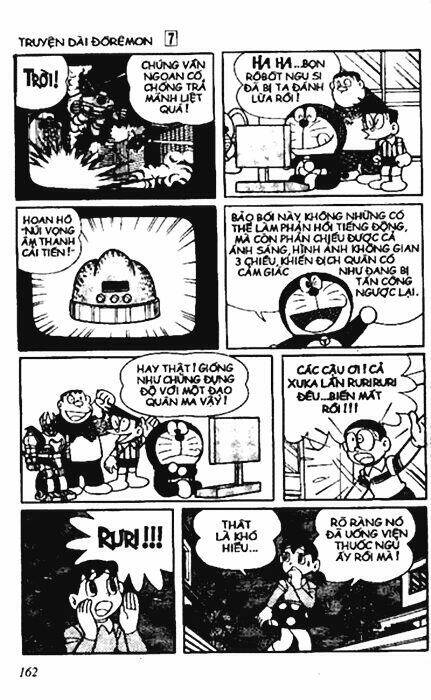 TRUYỆN DÀI ĐÔRÊMON 7
TRỜI!
CHÚNG VẪN
NGOAN CỐ,
CHỐNG TRẢ
MÃNH LIỆT
QUÁ!
HA HA...BỌN
RÔBỐT NGU SI
ĐÃ BỊ TA ĐÁNH
LỪA RỒI!
HOAN HÔ
"NÚI VỌNG
ÂM THANH
CẢI TIẾN!"
BẢO BỐI NÀY KHÔNG NHỮNG CÓ
THỂ LÀM PHẢN HỒI TIẾNG ĐỘNG,
MÀ CÒN PHẢN CHIẾU ĐƯỢC CẢ
ÁNH SÁNG, HÌNH ẢNH KHÔNG GIAN
3 CHIỀU, KHIẾN ĐỊCH QUÂN CÓ
CẢM GIÁC NHƯ ĐANG BỊ
TẤN CÔNG
NGƯỢC LẠI.
HAY THẬT! GIỐNG
NHƯ CHÚNG ĐỤNG
ĐỘ VỚI MỘT ĐẠO
QUÂN MA VẬY!
CÁC CẬU ƠI! CẢ
XUKA LẪN RURIRURI
ĐỀU...BIẾN MẤT
RỒI!!!
RURI!!!
THẬT
LÀ KHÓ
HIỂU...
RÕ RÀNG NÓ
ĐÃ UỐNG VIÊN
THUỐC NGỦ
ẤY RỒI MÀ!
162